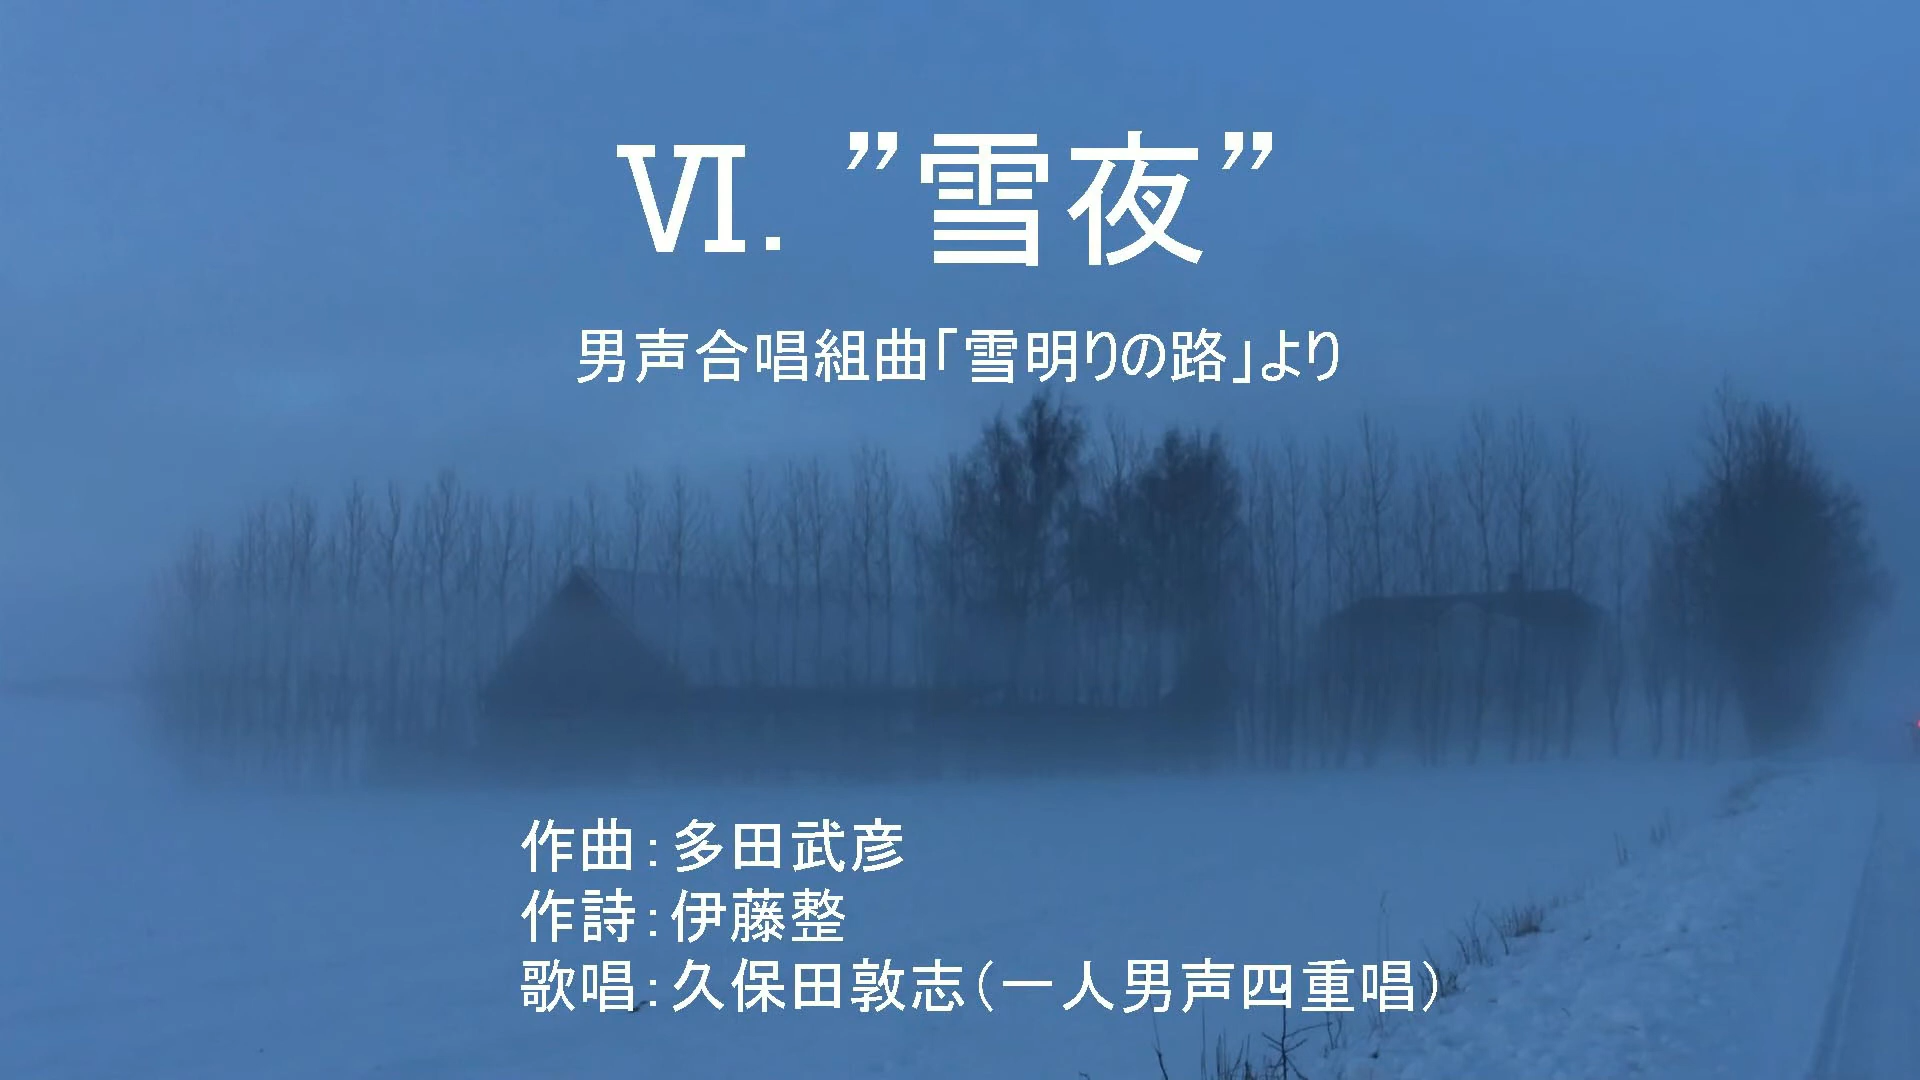 Ⅵ. ”雪夜”
男声合唱組曲「雪明りの路」より
作曲：多田武彦
作詩：伊藤整
歌唱：久保田敦志（一人男声四重唱）